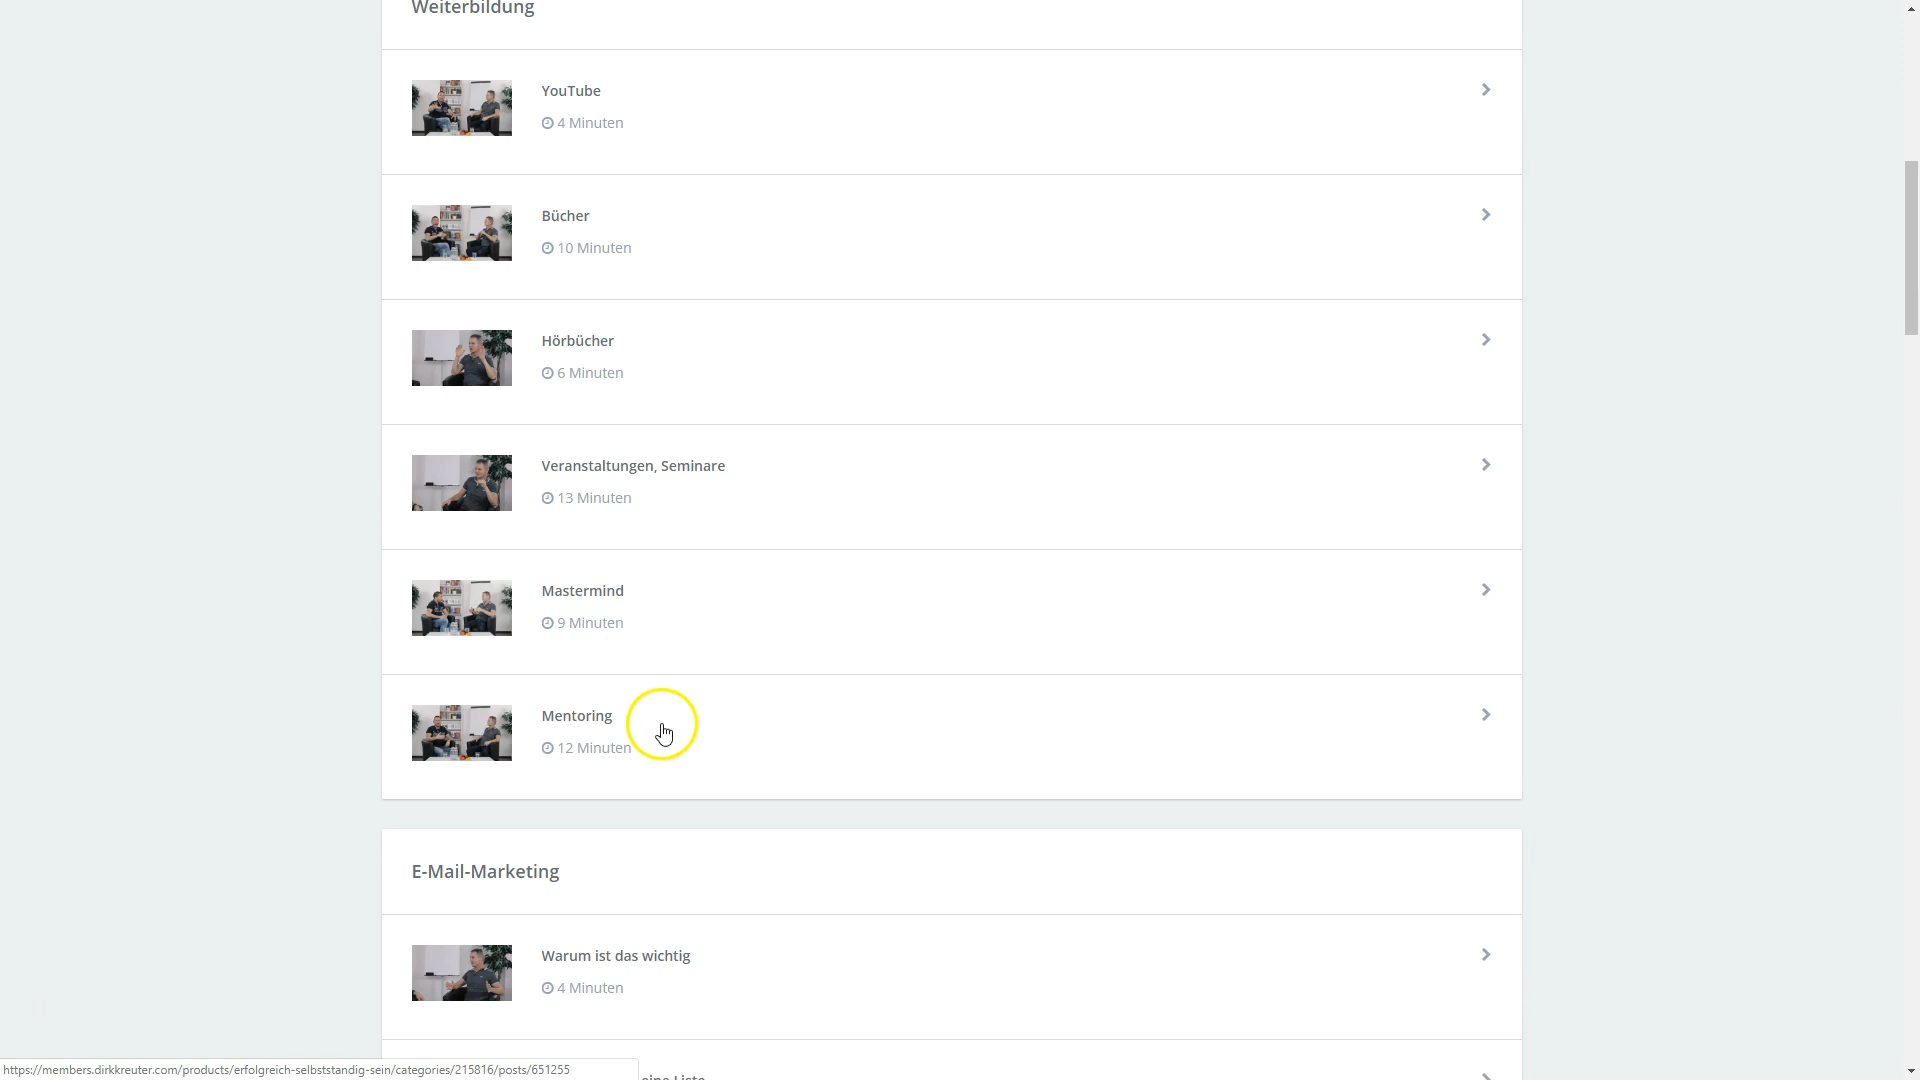 Weiterbildung
YouTube
4 Minuten
Bücher
10 Minuten
Hörbücher
6 Minuten
Veranstaltungen, Seminare
13 Minuten
Mastermind
9 Minuten
Mentoring
12 Minuten
E-Mail-Marketing
Warum ist das wichtig
4 Minuten
eine Liste
https://members.dirkkreuter.com/products/erfolgreich-selbststandig-sein/categories/215816/posts/651255